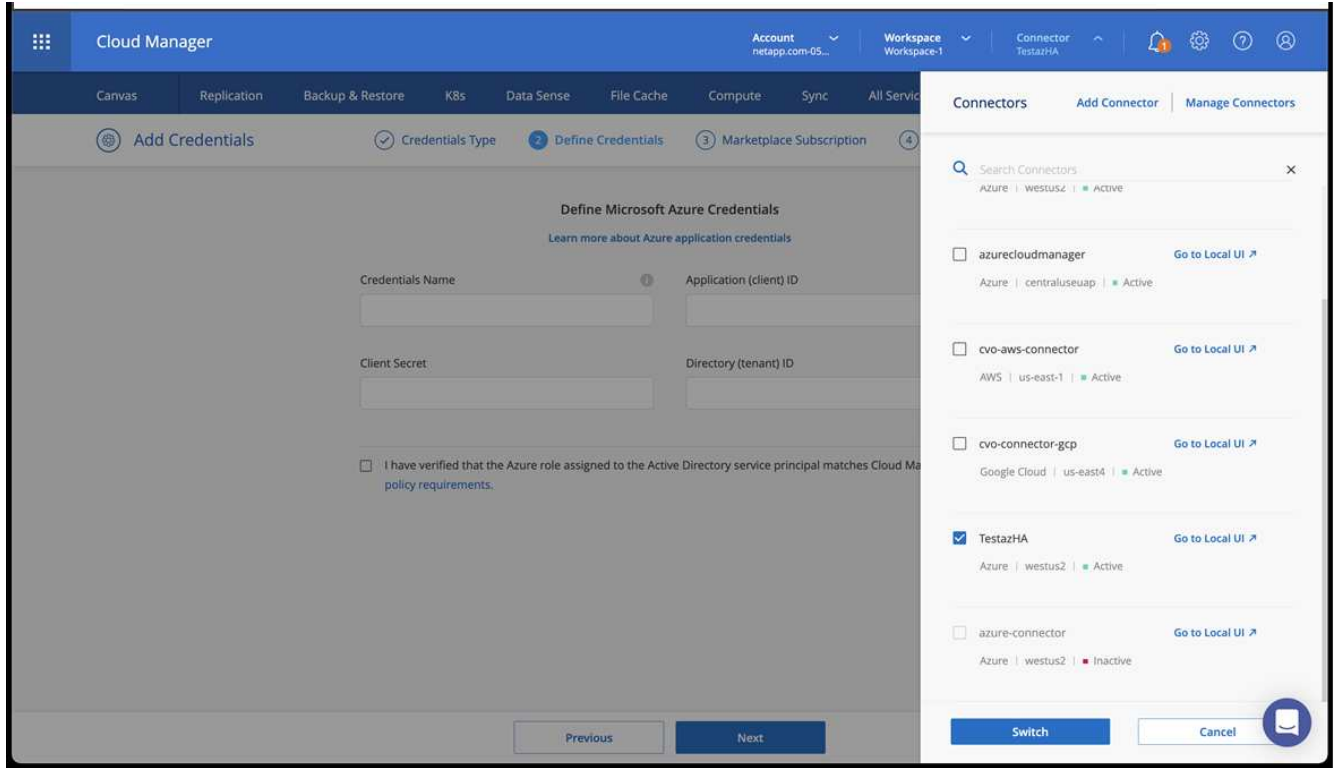 Cloud Manager
Account
netapp.com-05...
Workspace
Workspace-1
Connector
TestazHA
1
Canvas
Replication
Backup & Restore
K8s
Data Sense
File Cache
Compute
Sync
All Servic
Add Credentials
Credentials Type
2 Define Credentials
3 Marketplace Subscription
4
Define Microsoft Azure Credentials
Learn more about Azure application credentials
Credentials Name
Application (client) ID
Client Secret
Directory (tenant) ID
I have verified that the Azure role assigned to the Active Directory service principal matches Cloud Ma
policy requirements.
Previous
Next
Connectors
Add Connector | Manage Connectors
Search Connectors
Azure | westus2 | Active
azurecloudmanager Go to Local UI
Azure | centraluseuap | Active
cvo-aws-connector Go to Local UI
AWS | us-east-1 | Active
cvo-connector-gcp Go to Local UI
Google Cloud | us-east4 | Active
TestazHA Go to Local UI
Azure | westus2 | Active
azure-connector Go to Local UI
Azure | westus2 | Inactive
Switch
Cancel